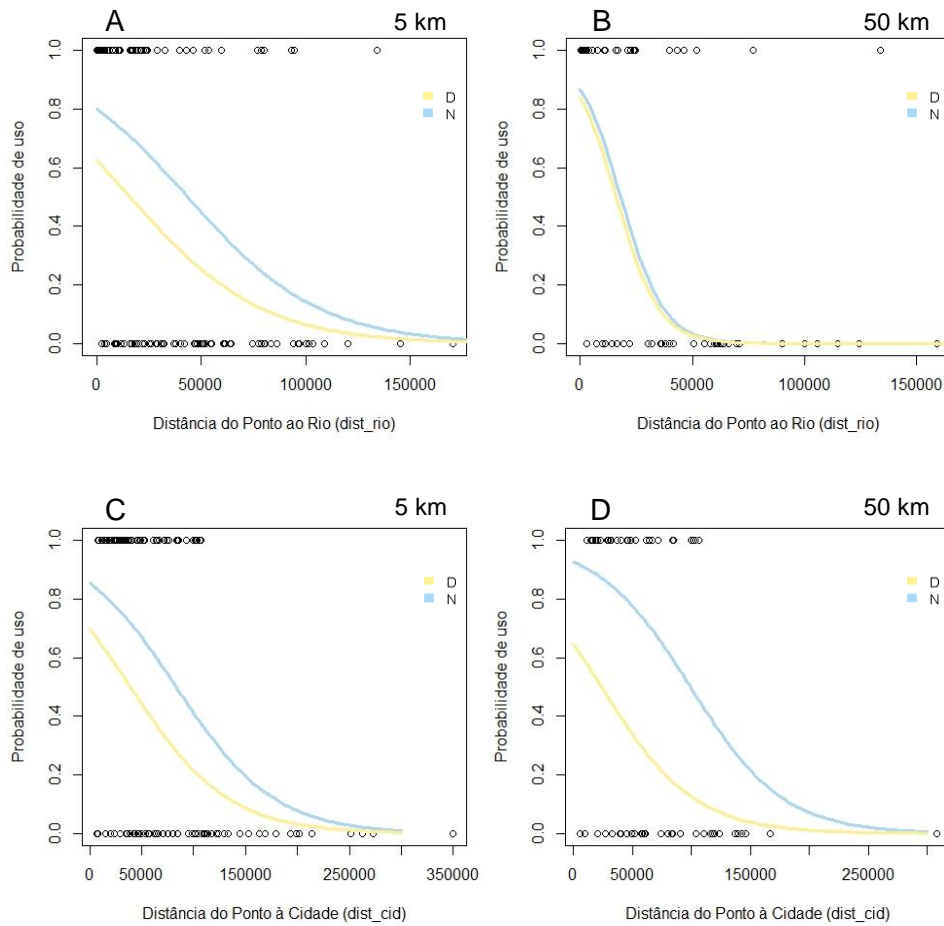 A 5 km
1.0
0.8
0.6
0.4
0.2
0.0
Probabilidade de uso
D
N
0 50000 100000 150000
Distância do Ponto ao Rio (dist_rio)
B 50 km
1.0
0.8
0.6
0.4
0.2
0.0
Probabilidade de uso
D
N
0 50000 100000 150000
Distância do Ponto ao Rio (dist_rio)
C 5 km
1.0
0.8
0.6
0.4
0.2
0.0
Probabilidade de uso
D
N
0 50000 150000 250000 350000
Distância do Ponto à Cidade (dist_cid)
D 50 km
1.0
0.8
0.6
0.4
0.2
0.0
Probabilidade de uso
D
N
0 50000 150000 250000
Distância do Ponto à Cidade (dist_cid)